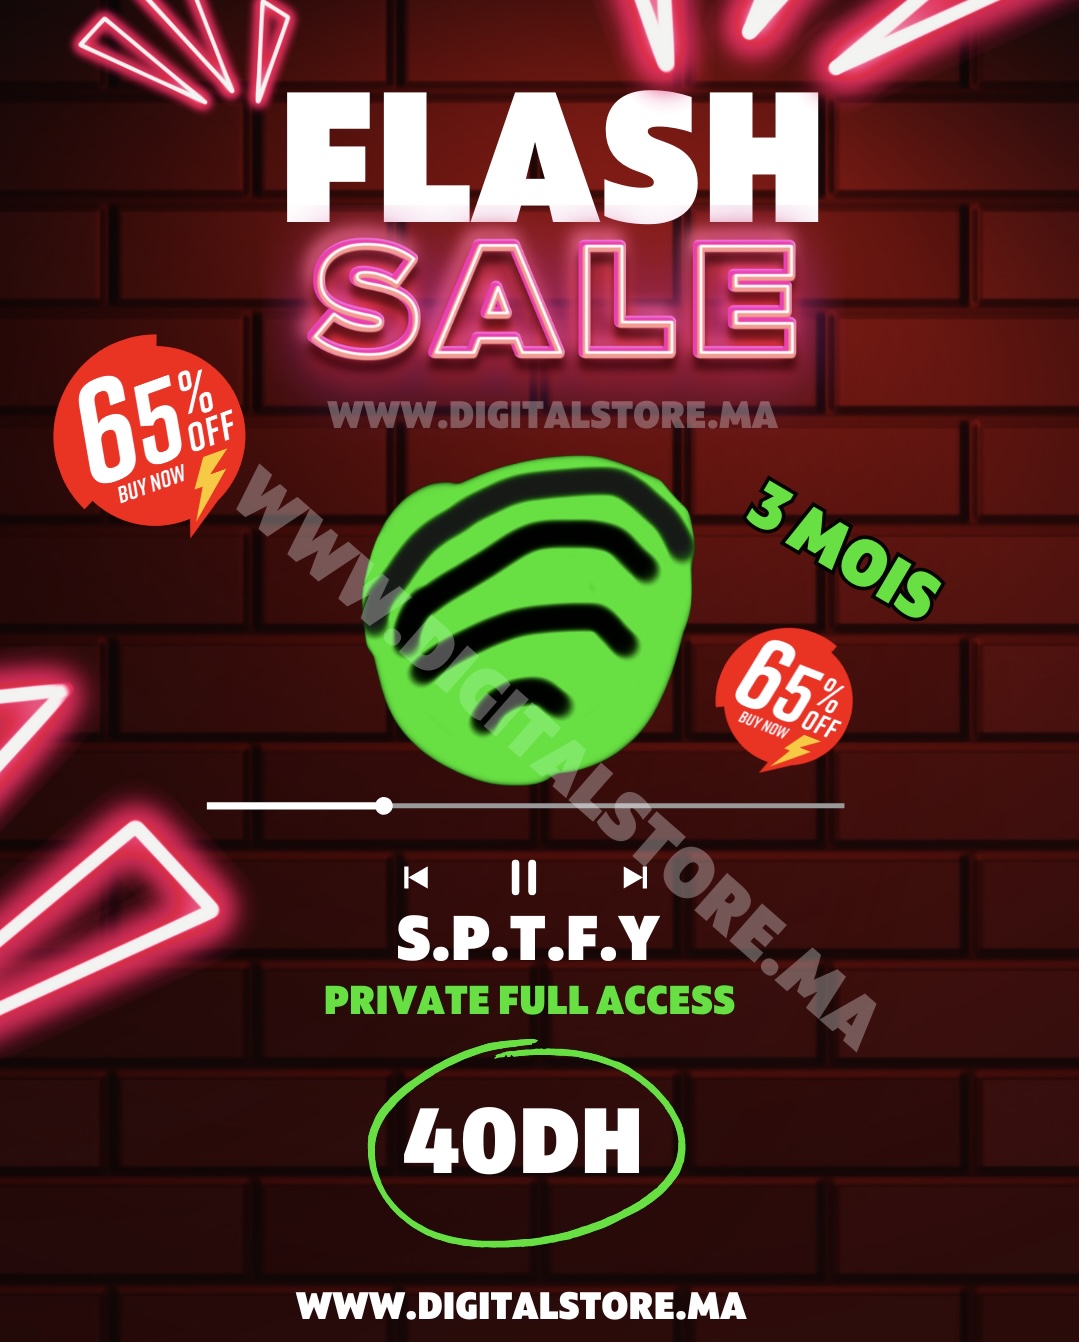 FLASH
SALE
WWW.DIGITALSTORE.MA
65% OFF
BUY NOW
3 MOIS
WWW.DIGITALSTORE.MA
65% OFF
BUY NOW
S.P.T.F.Y
PRIVATE FULL ACCESS
40DH
WWW.DIGITALSTORE.MA